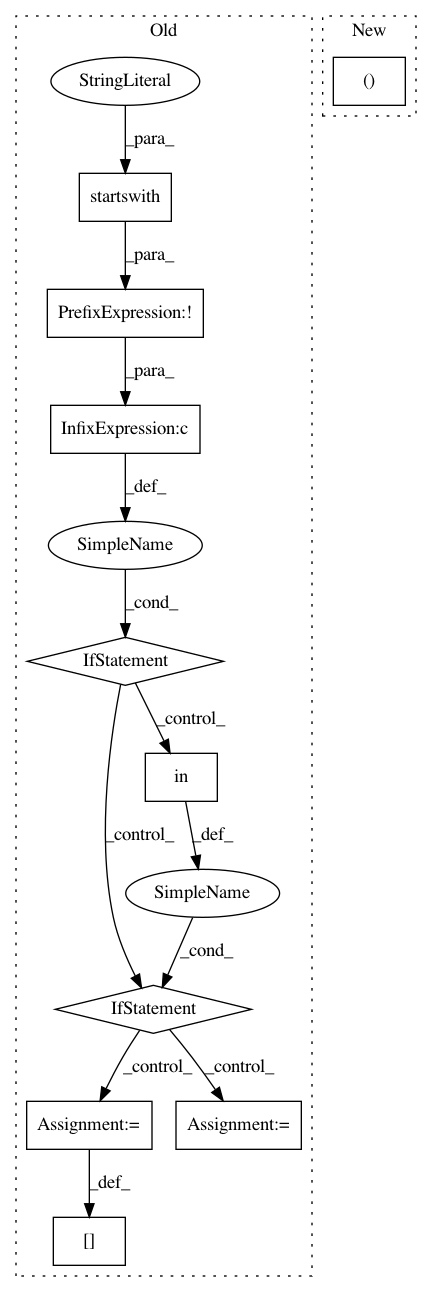 Old
New
StringLiteral
()
_para_
startswith
_para_
PrefixExpression:!
_para_
InfixExpression:c
_def_
SimpleName
_cond_
IfStatement
_control_
in
_control_
_def_
SimpleName
_cond_
IfStatement
_control_
_control_
Assignment:=
Assignment:=
_def_
[]